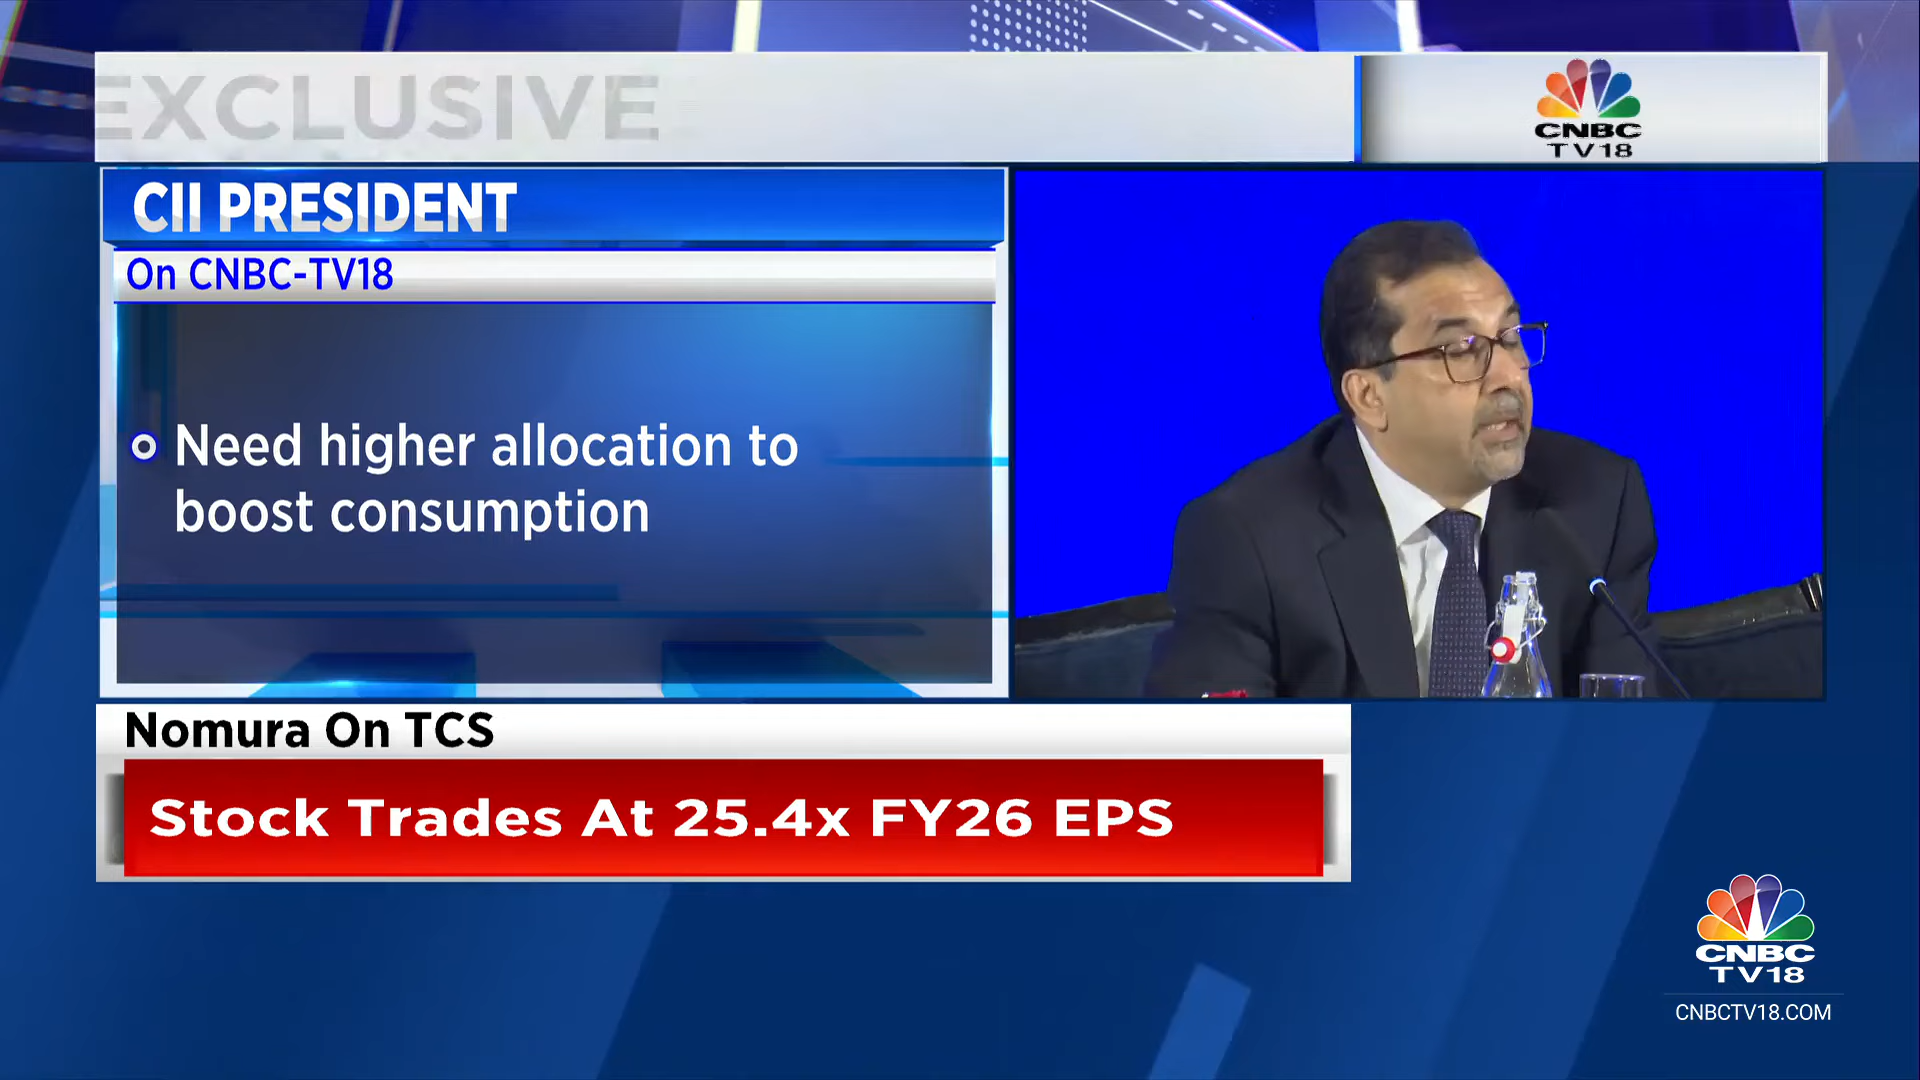 EXCLUSIVE
CNBC
TV18
CII PRESIDENT
On CNBC-TV18
Need higher allocation to
boost consumption
Nomura On TCS
Stock Trades At 25.4x FY26 EPS
CNBC
TV18
CNBCTV18.COM